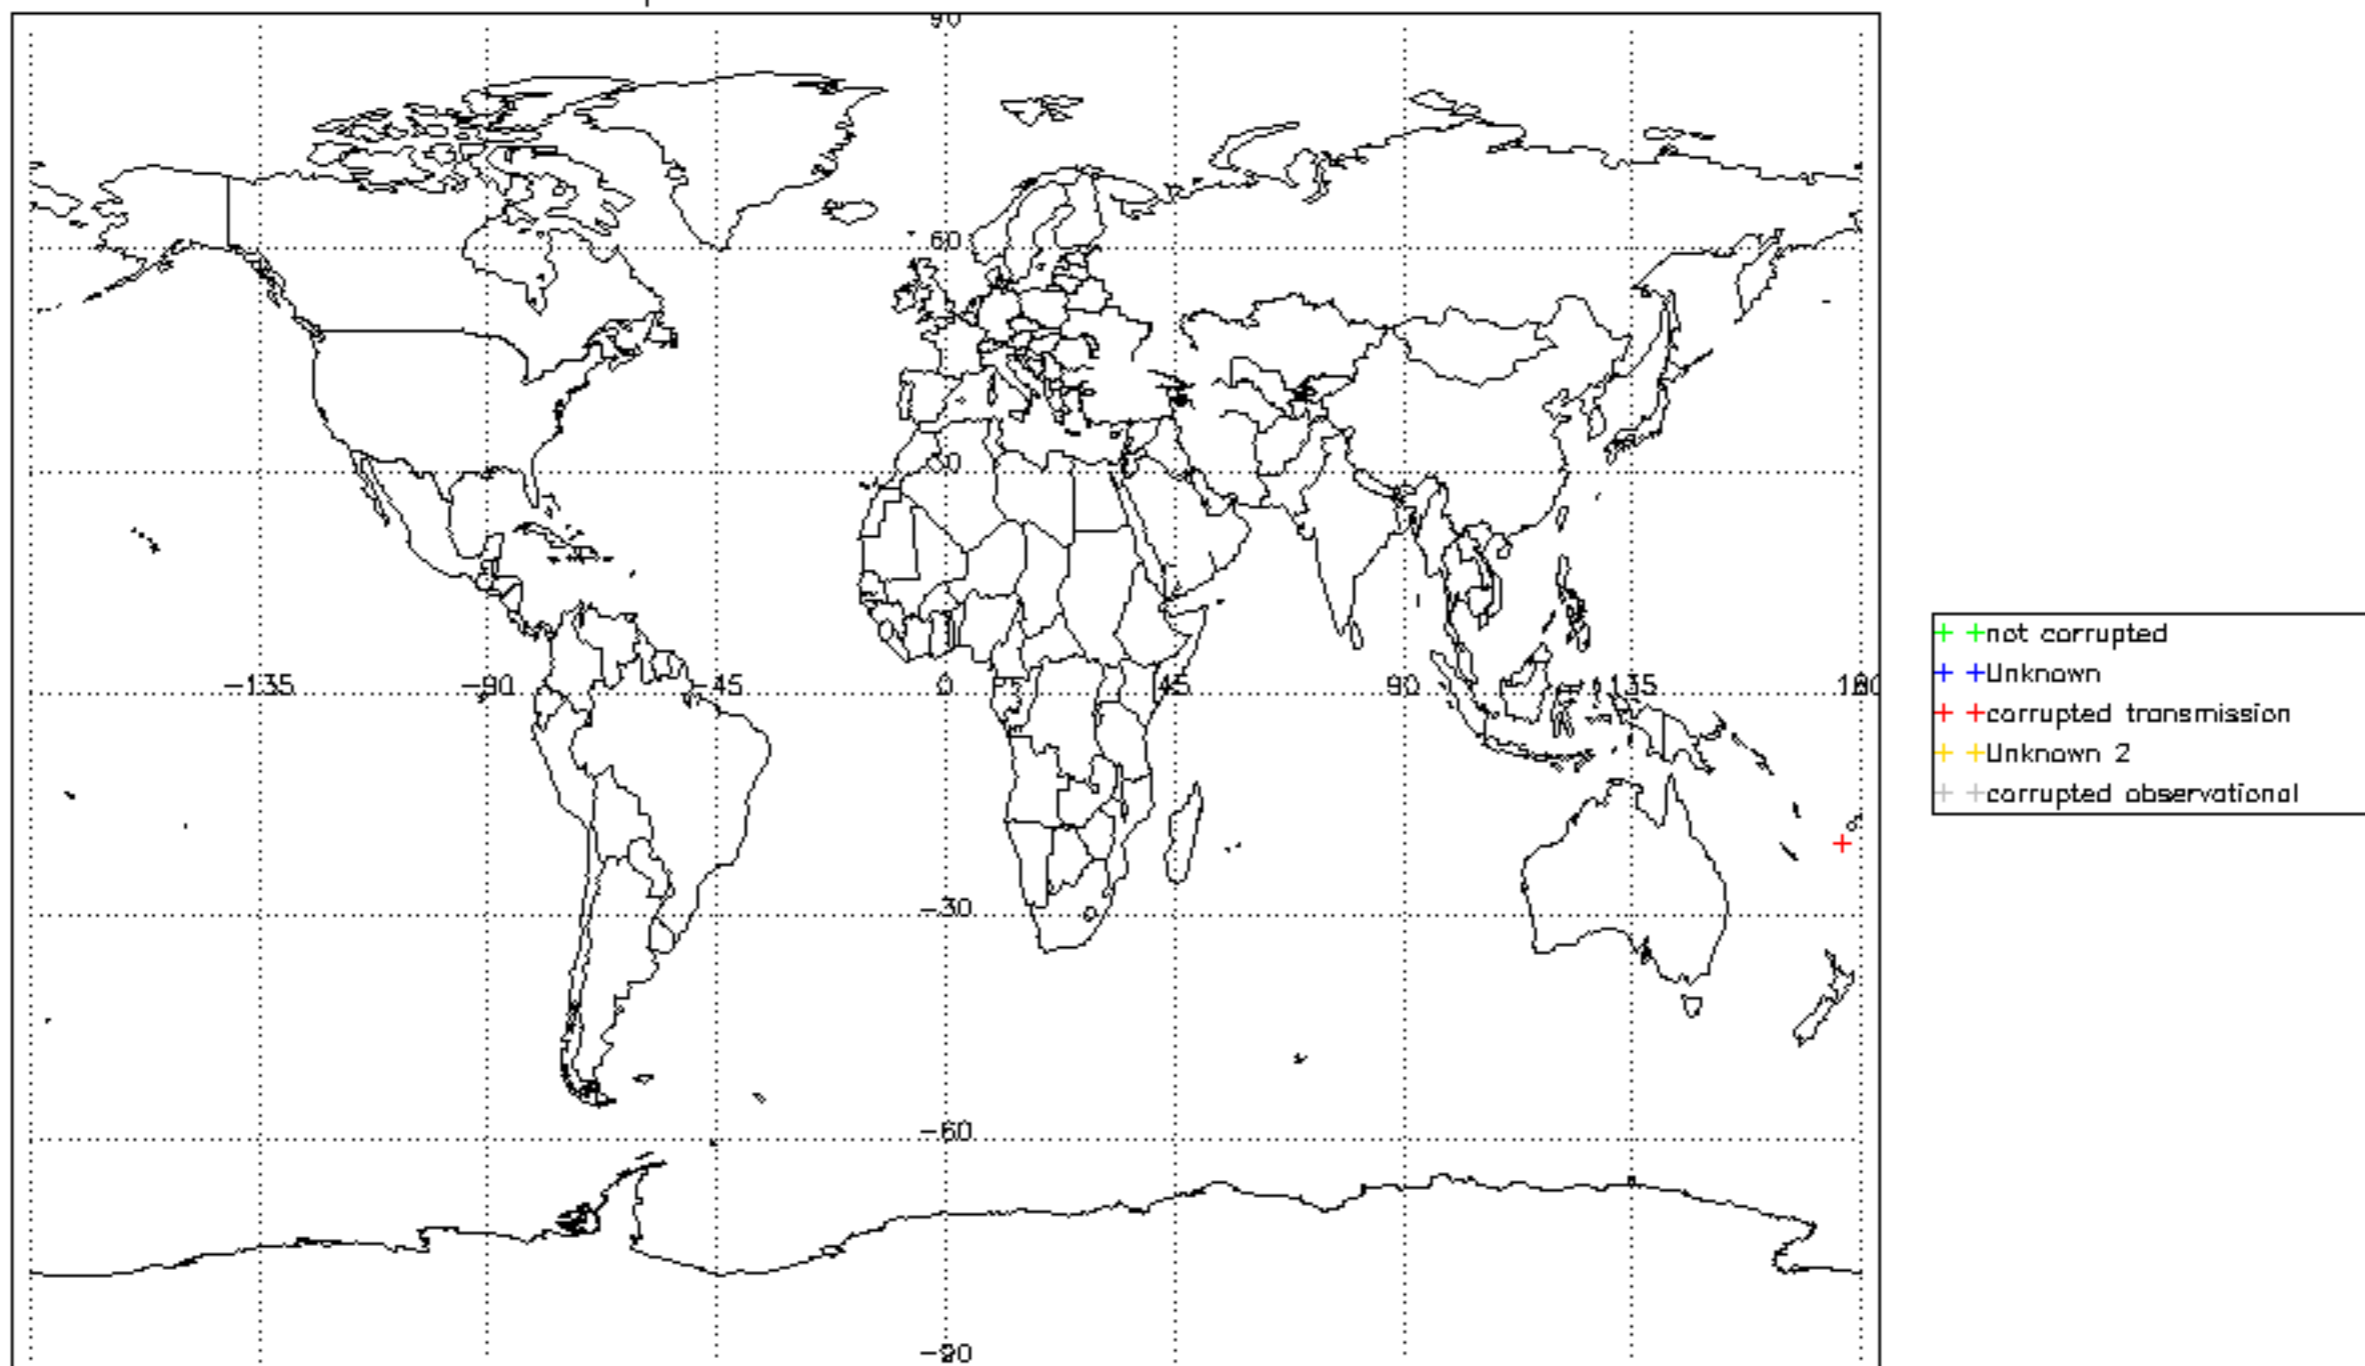 90
60
30
-135 -90 -45 0 45 90 135 180
-30
-60
-90
not corrupted
Unknown
corrupted transmission
Unknown 2
corrupted observational